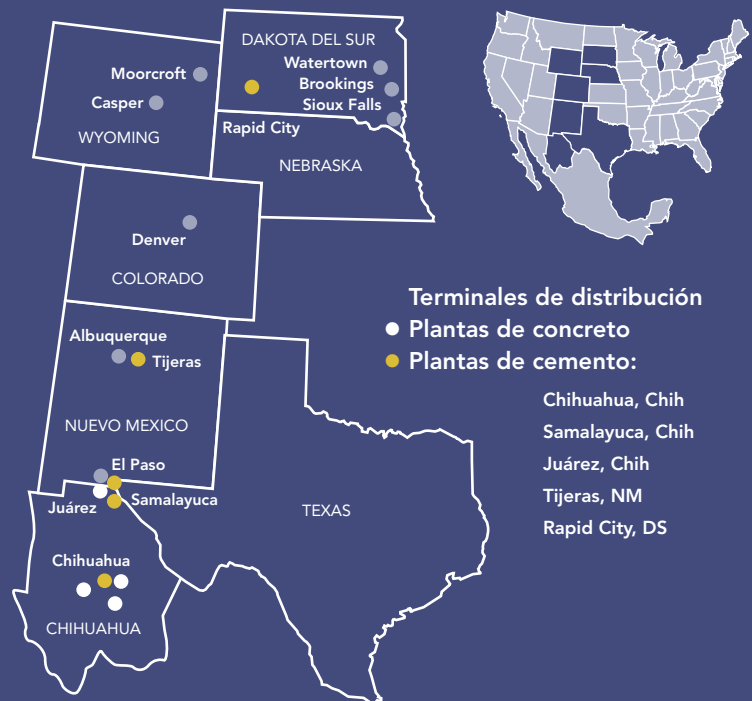 DAKOTA DEL SUR
Watertown
Moorcroft
Brookings
Casper
Sioux Falls
Rapid City
WYOMING
NEBRASKA
Denver
COLORADO
Terminales de distribución
Plantas de concreto
Plantas de cemento:
Chihuahua, Chih
Samalayuca, Chih
Juárez, Chih
Tijeras, NM
Rapid City, DS
Albuquerque
Tijeras
NUEVO MEXICO
El Paso
Samalayuca
Juárez
TEXAS
Chihuahua
CHIHUAHUA